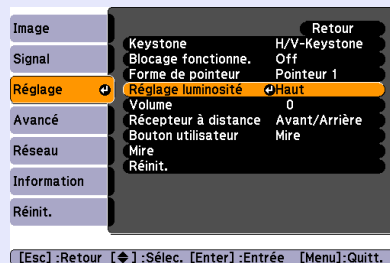 Image
Signal
Réglage
Avancé
Réseau
Information
Réinit.
Retour
Keystone H/V-Keystone
Blocage fonctionne. Off
Forme de pointeur Pointeur 1
Réglage luminosité Haut
Volume 0
Récepteur à distance Avant/Arrière
Bouton utilisateur Mire
Mire
Réinit.
[Esc] :Retour [◆] :Sélec. [Enter] :Entrée [Menu]:Quitt.